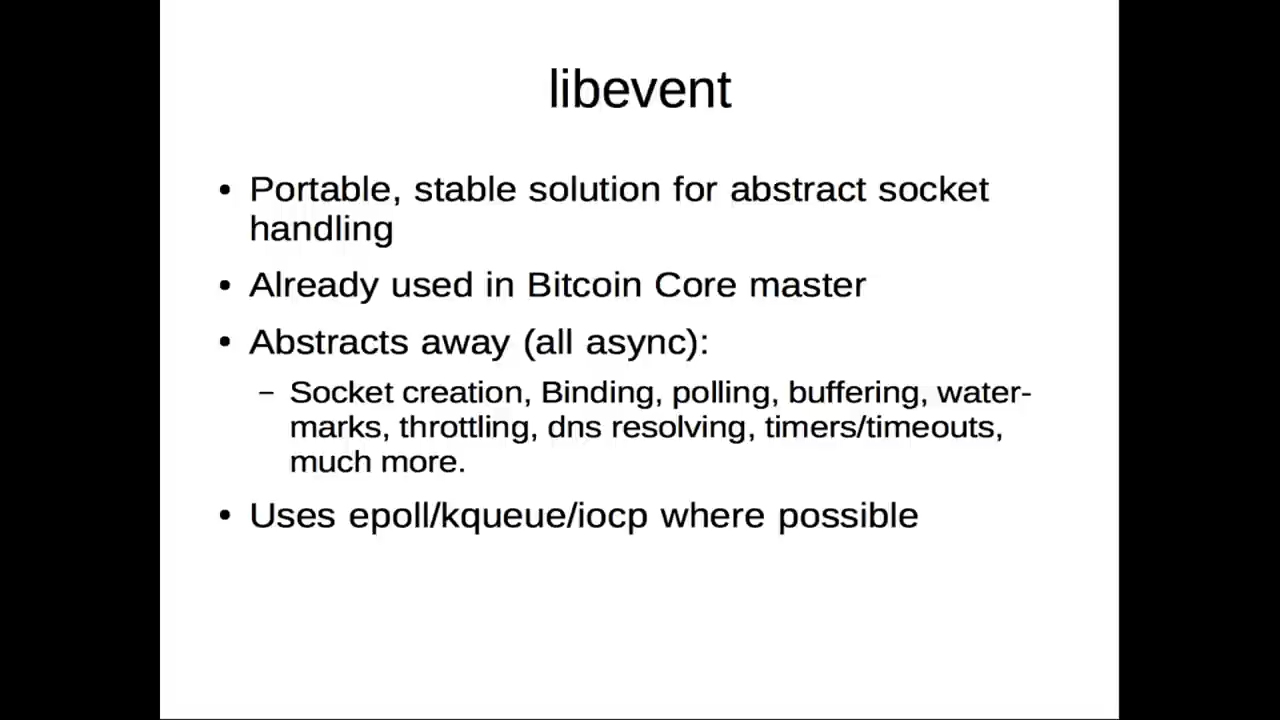 libevent
• Portable, stable solution for abstract socket
handling
• Already used in Bitcoin Core master
• Abstracts away (all async):
– Socket creation, Binding, polling, buffering, water-
marks, throttling, dns resolving, timers/timeouts,
much more.
• Uses epoll/kqueue/iocp where possible